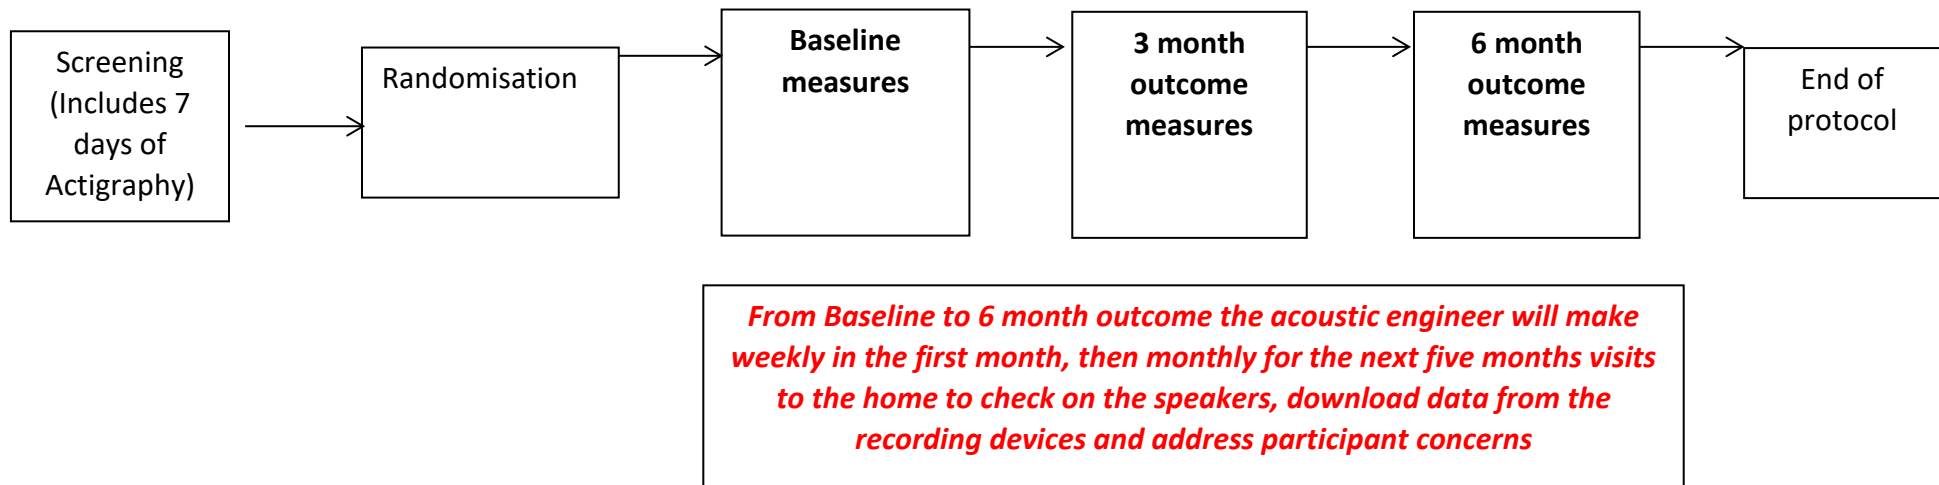 Screening
(Includes 7
days of
Actigraphy)
Randomisation
Baseline
measures
3 month
outcome
measures
6 month
outcome
measures
End of
protocol
From Baseline to 6 month outcome the acoustic engineer will make
weekly in the first month, then monthly for the next five months visits
to the home to check on the speakers, download data from the
recording devices and address participant concerns